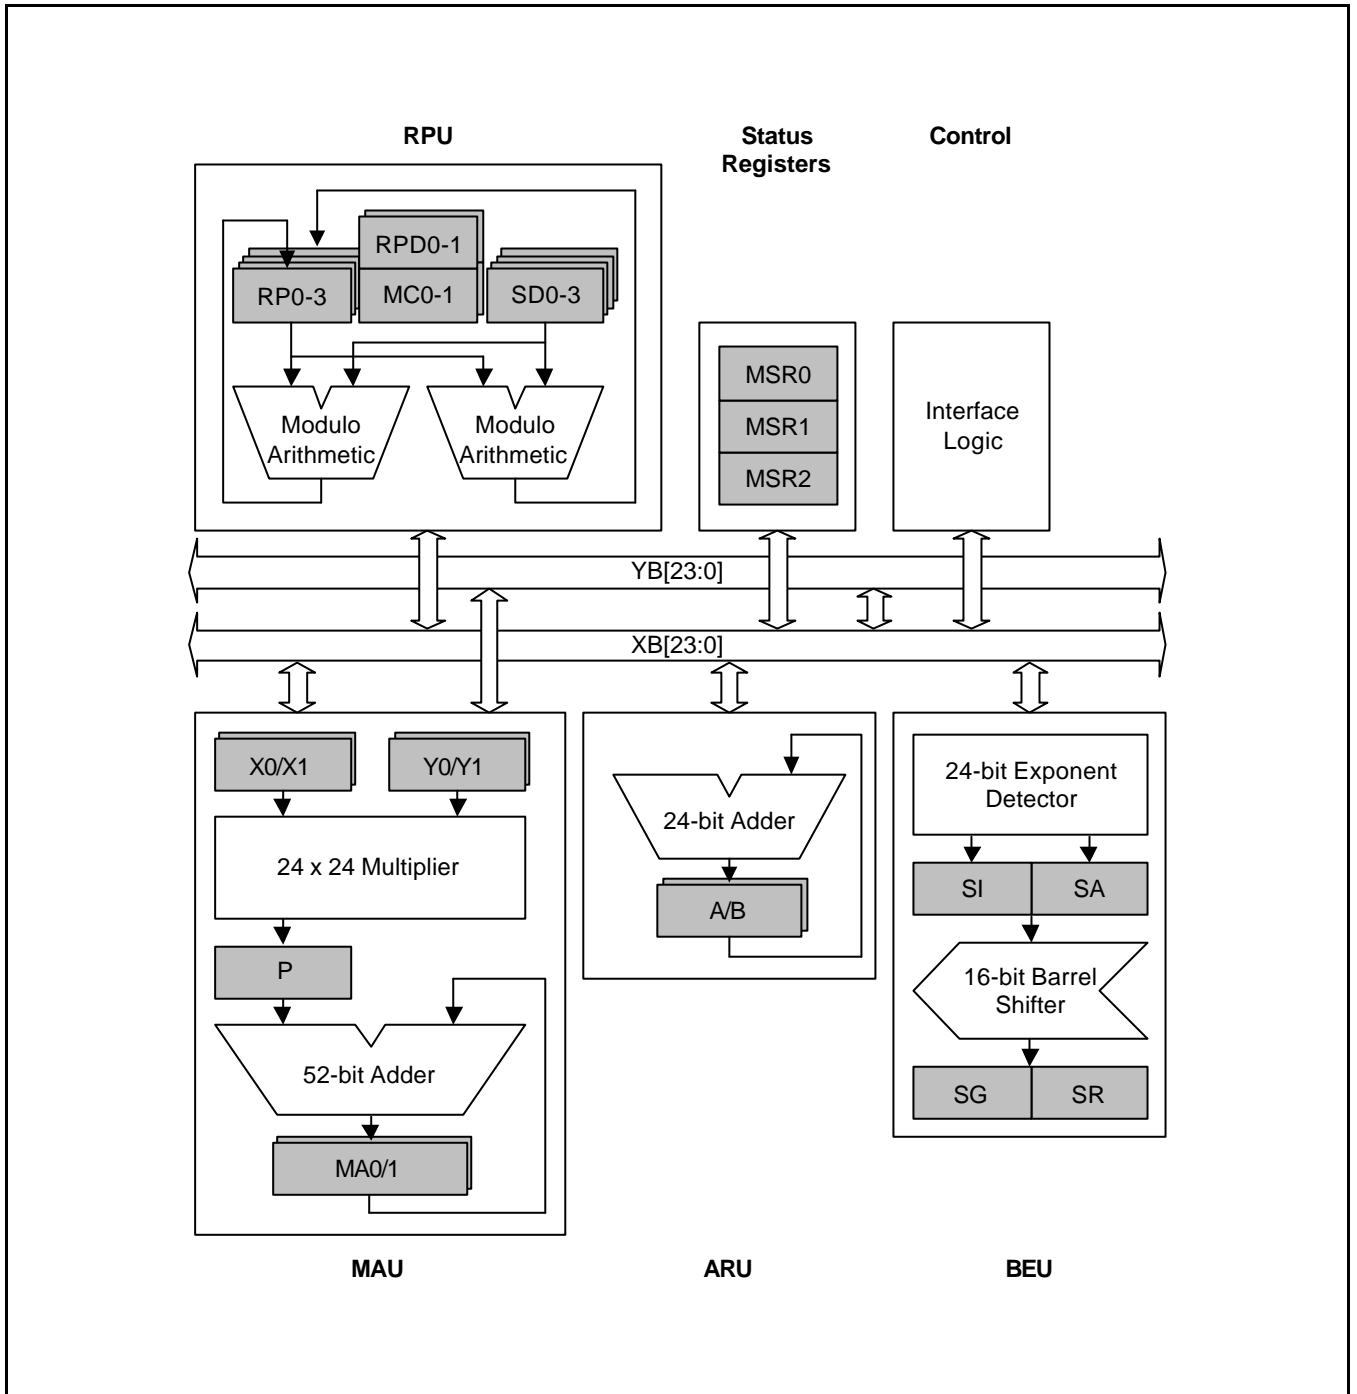 RPU
Status
Registers
Control
RPD0-1
RP0-3
MC0-1
SD0-3
Modulo
Arithmetic
Modulo
Arithmetic
MSR0
MSR1
MSR2
Interface
Logic
YB[23:0]
XB[23:0]
X0/X1
Y0/Y1
24 x 24 Multiplier
P
52-bit Adder
MA0/1
24-bit Adder
A/B
24-bit Exponent
Detector
SI
SA
16-bit Barrel
Shifter
SG
SR
MAU
ARU
BEU